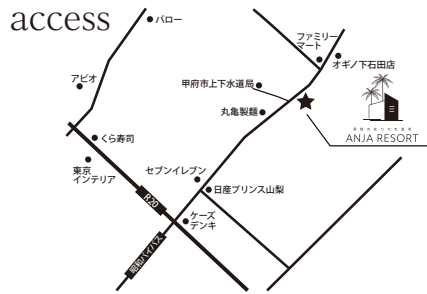 access
バロー
ファミリー
マート
オギノ下石田店
アピオ
甲府市上下水道局
丸亀製麺
ANJA RESORT
くら寿司
東京
インテリア
セブンイレブン
日産プリンス山梨
R20
ケーズ
デンキ
昭和バイパス